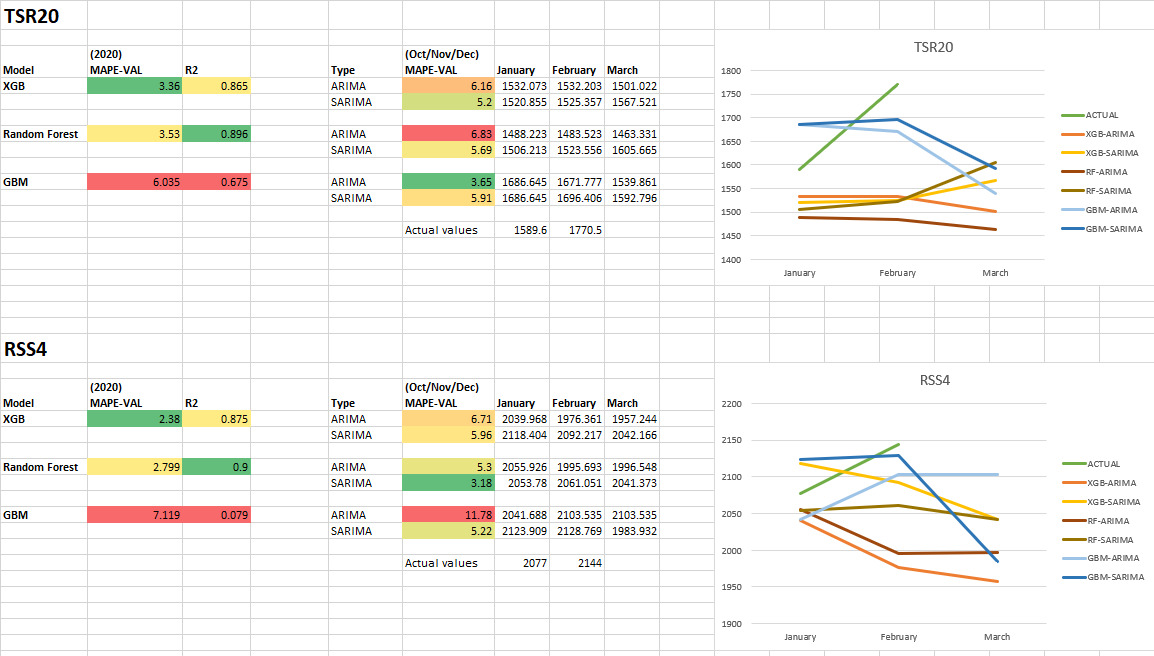 TSR20
(2020) (Oct/Nov/Dec)
Model MAPE-VAL R2 Type MAPE-VAL January February March
XGB 3.36 0.865 ARIMA 6.16 1532.073 1532.203 1501.022
SARIMA 5.2 1520.855 1525.357 1567.521
Random Forest 3.53 0.896 ARIMA 6.83 1488.223 1483.523 1463.331
SARIMA 5.69 1506.213 1523.556 1605.665
GBM 6.035 0.675 ARIMA 3.65 1686.645 1671.777 1539.861
SARIMA 5.91 1686.645 1696.406 1592.796
Actual values 1589.6 1770.5
TSR20
1800
1750
1700
1650
1600
1550
1500
1450
1400
January February March
ACTUAL
XGB-ARIMA
XGB-SARIMA
RF-ARIMA
RF-SARIMA
GBM-ARIMA
GBM-SARIMA
RSS4
(2020) (Oct/Nov/Dec)
Model MAPE-VAL R2 Type MAPE-VAL January February March
XGB 2.38 0.875 ARIMA 6.71 2039.968 1976.361 1957.244
SARIMA 5.96 2118.404 2092.217 2042.166
Random Forest 2.799 0.9 ARIMA 5.3 2055.926 1995.693 1996.548
SARIMA 3.18 2053.78 2061.051 2041.373
GBM 7.119 0.079 ARIMA 11.78 2041.688 2103.535 2103.535
SARIMA 5.22 2123.909 2128.769 1983.932
Actual values 2077 2144
RSS4
2200
2150
2100
2050
2000
1950
1900
January February March
ACTUAL
XGB-ARIMA
XGB-SARIMA
RF-ARIMA
RF-SARIMA
GBM-ARIMA
GBM-SARIMA